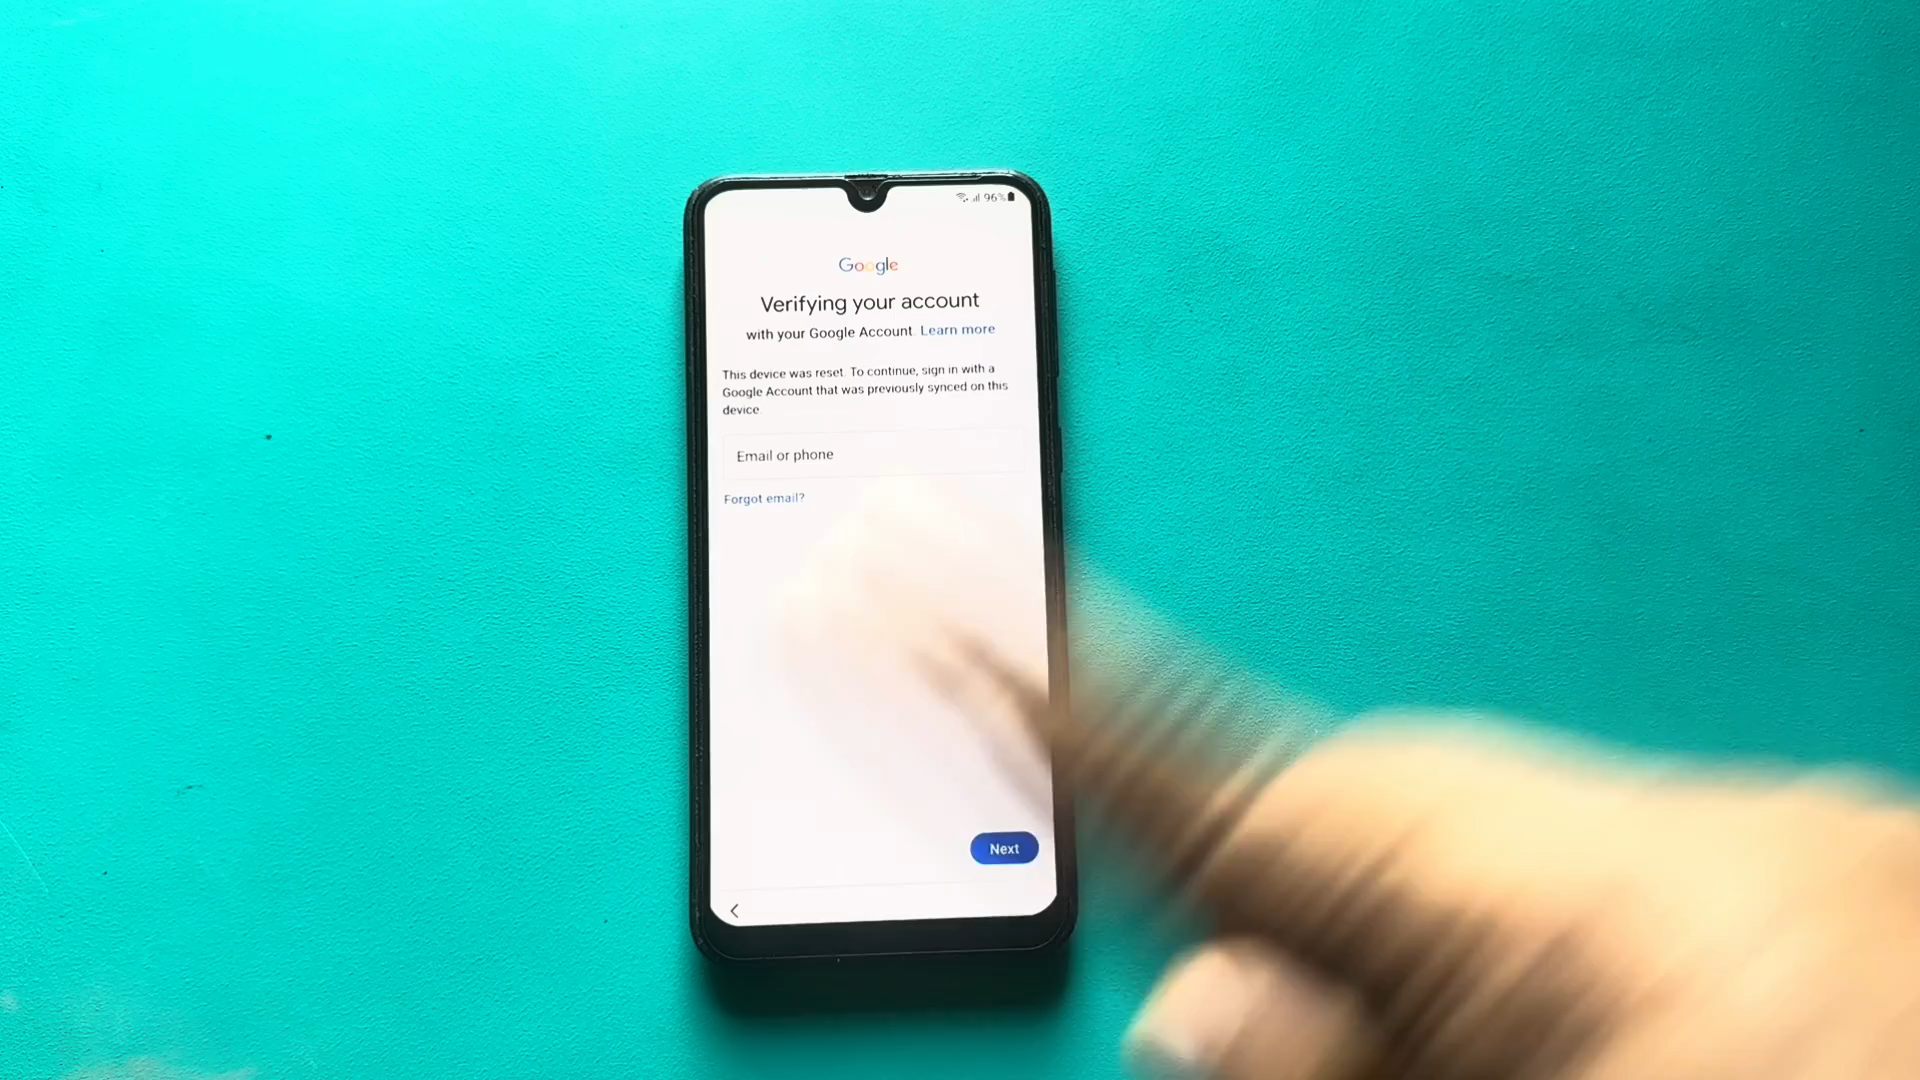 96%
Google
Verifying your account
with your Google Account. Learn more
This device was reset. To continue, sign in with a
Google Account that was previously synced on this
device.
Email or phone
Forgot email?
Next